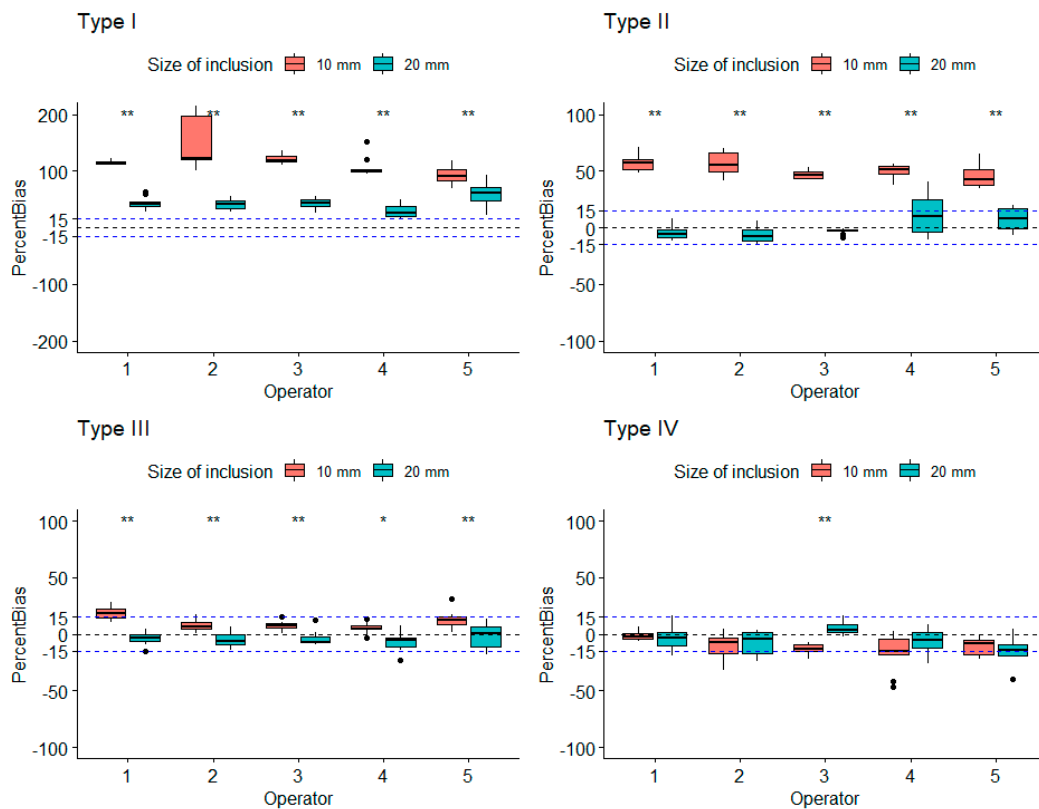 Type I
Size of inclusion 10 mm 20 mm
** ** ** ** **
200
100
15
-15
-100
-200
PercentBias
1 2 3 4 5
Operator
Type II
Size of inclusion 10 mm 20 mm
** ** ** ** **
100
50
15
0
-15
-50
-100
PercentBias
1 2 3 4 5
Operator
Type III
Size of inclusion 10 mm 20 mm
** ** ** * **
100
50
15
0
-15
-50
-100
PercentBias
1 2 3 4 5
Operator
Type IV
Size of inclusion 10 mm 20 mm
**
100
50
15
0
-15
-50
-100
PercentBias
1 2 3 4 5
Operator